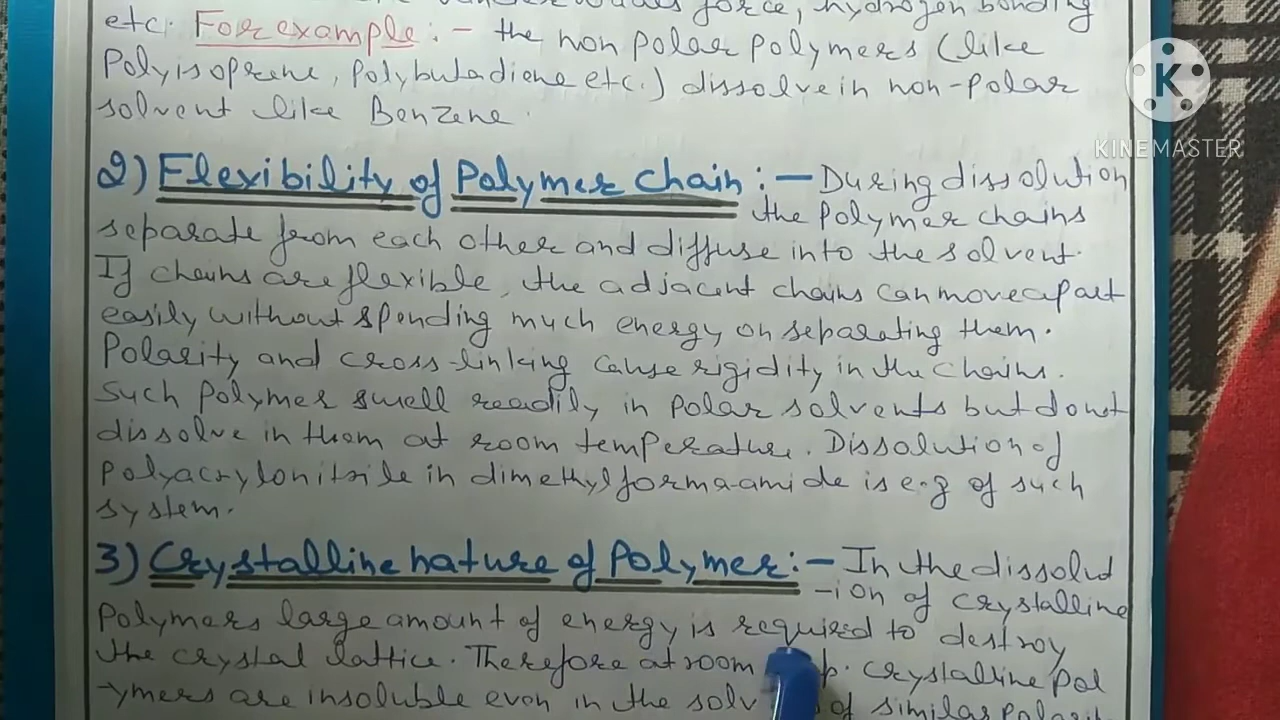 force, hydrogen bonding
etc. For example :- the non polar polymers (like
Polyisoprene, Polybutadiene etc.) dissolve in non-polar
solvent like Benzene.
K
KINEMASTER
2) Flexibility of Polymer Chain :- During dissolution
the polymer chains
separate from each other and diffuse into the solvent.
If chains are flexible, the adjacent chains can move apart
easily without spending much energy on separating them.
Polarity and cross-linking cause rigidity in the chains.
Such Polymer swell readily in polar solvents but donot
dissolve in them at room temperature. Dissolution of
polyacrylonitrile in dimethylforma-amide is e.g of such
system.
3) Crystalline nature of Polymer :- In the dissolut
-ion of crystalline
Polymers large amount of energy is required to destroy
the crystal lattice. Therefore at room crystalline Pol
-ymers are insoluble even in the solv of similar